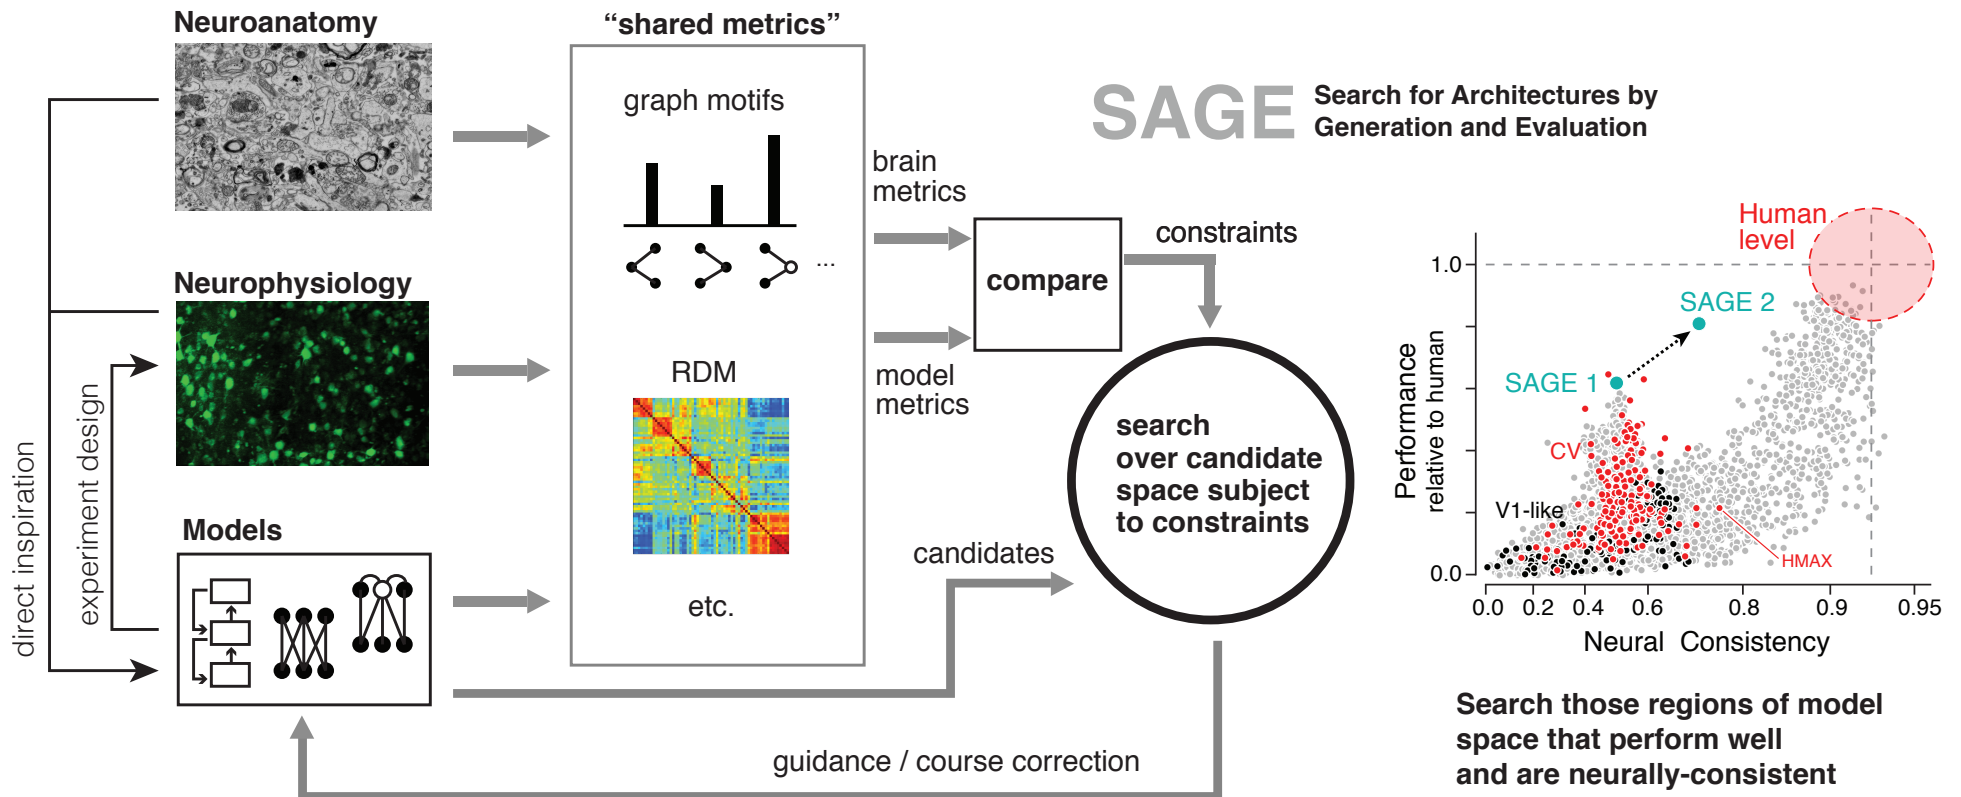 Neuroanatomy
“shared metrics”
graph motifs
...
SAGE
Search for Architectures by
Generation and Evaluation
brain
metrics
Neurophysiology
compare
constraints
model
metrics
RDM
etc.
direct inspiration
experiment design
Models
candidates
search
over candidate
space subject
to constraints
guidance / course correction
Human
level
1.0
SAGE 2
SAGE 1
CV
V1-like
HMAX
0.0
Performance
relative to human
0.0 0.2 0.4 0.6 0.8 0.9 0.95
Neural Consistency
Search those regions of model
space that perform well
and are neurally-consistent